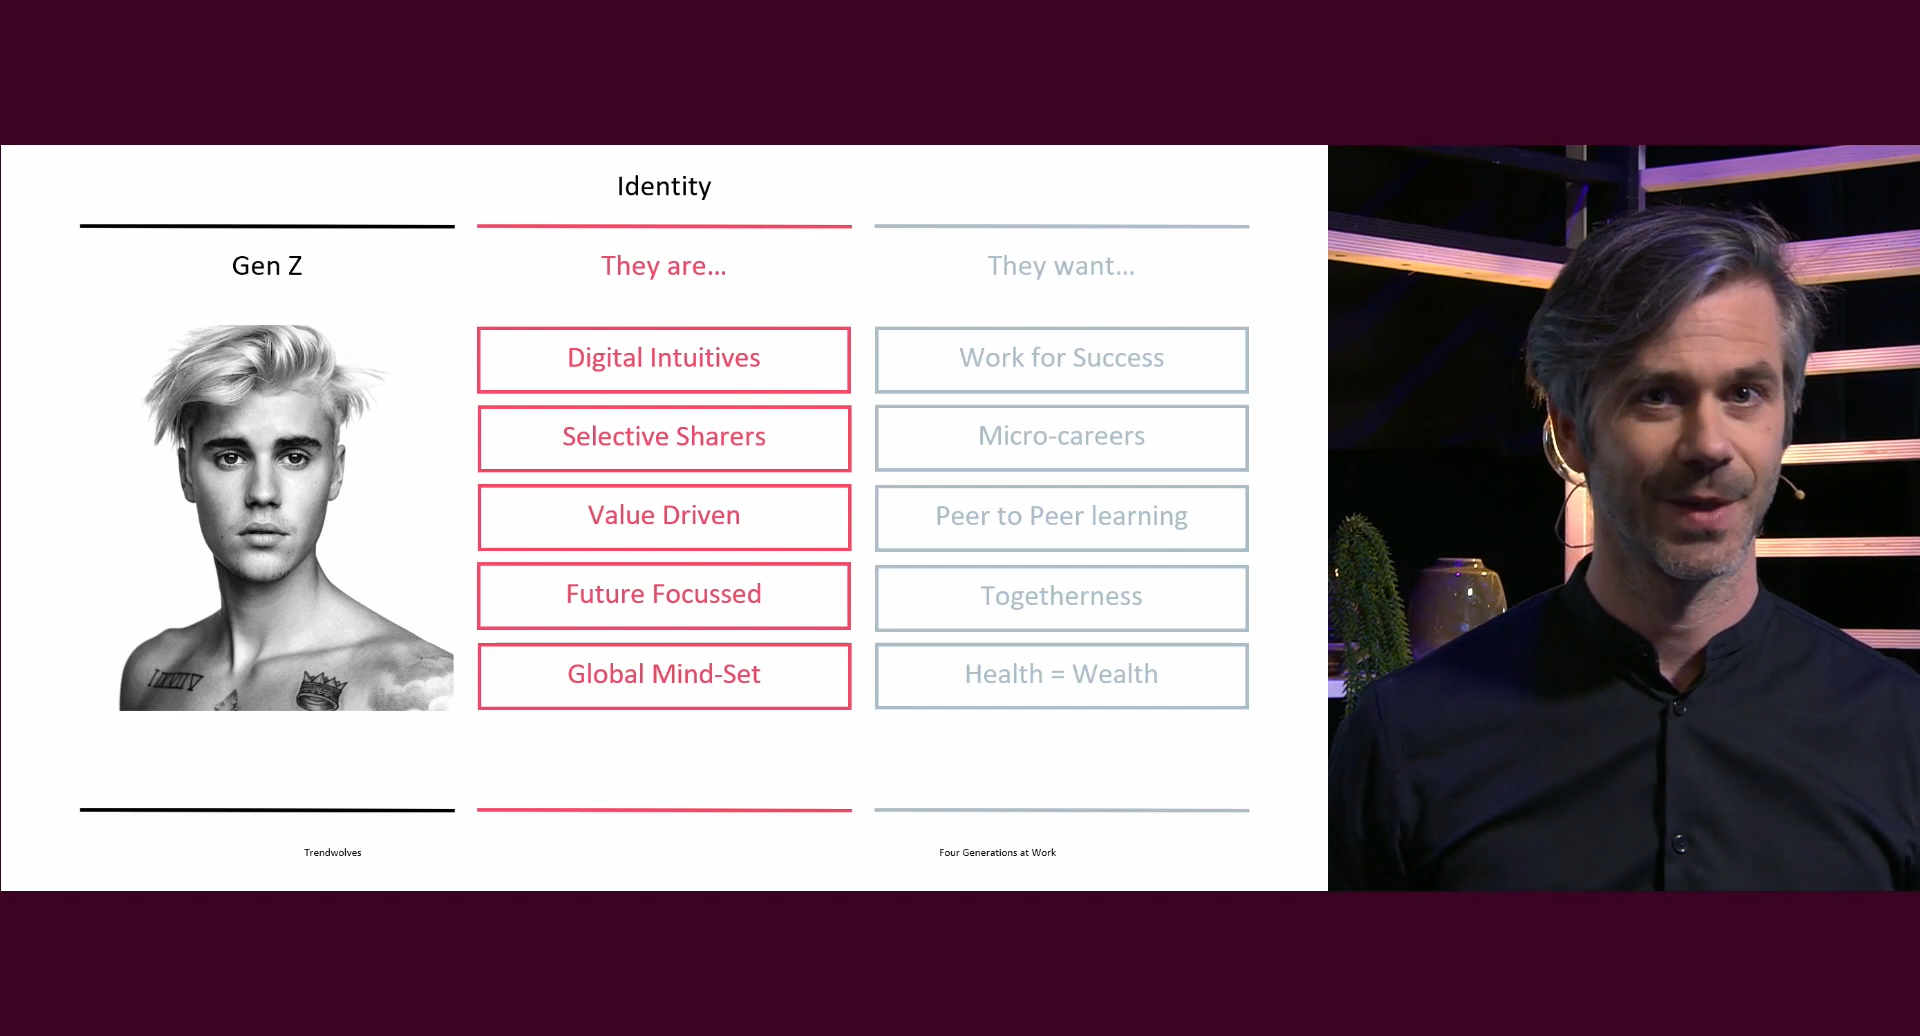 Identity
Gen Z
They are...
They want...
Digital Intuitives
Work for Success
Selective Sharers
Micro-careers
Value Driven
Peer to Peer learning
Future Focussed
Togetherness
Global Mind-Set
Health = Wealth
Trendwolves
Four Generations at Work